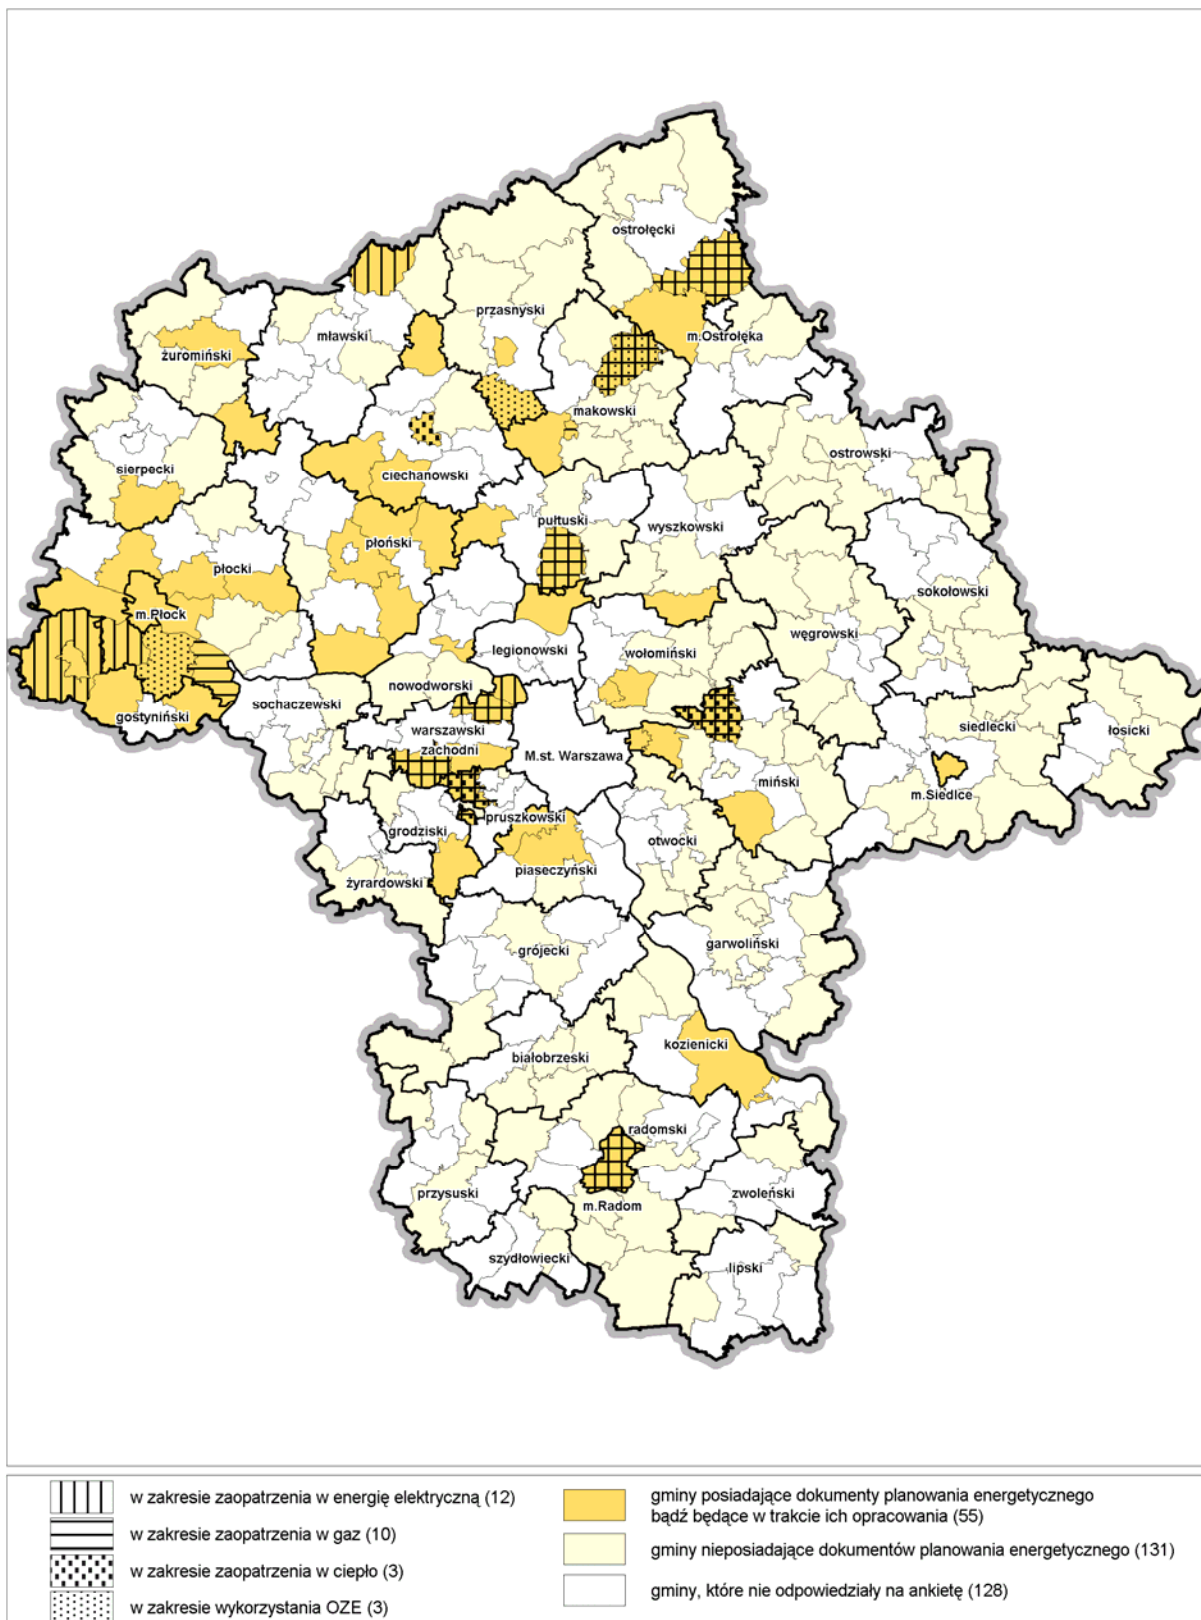 ostrołęcki
przasnyski
m.Ostrołęka
mławski
żuromiński
makowski
ostrowski
sierpecki
ciechanowski
pułtuski
wyszkowski
płoński
płocki
sokołowski
m.Płock
węgrowski
legionowski
wołomiński
nowodworski
sochaczewski
gostyniński
warszawski
zachodni
siedlecki
łosicki
M.st. Warszawa
miński
m.Siedlce
pruszkowski
grodziski
otwocki
piaseczyński
żyrardowski
grójecki
garwoliński
kozienicki
białobrzeski
radomski
przysuski
zwoleński
m.Radom
szydłowiecki
lipski
w zakresie zaopatrzenia w energię elektryczną (12)
w zakresie zaopatrzenia w gaz (10)
w zakresie zaopatrzenia w ciepło (3)
w zakresie wykorzystania OZE (3)
gminy posiadające dokumenty planowania energetycznego
bądź będące w trakcie ich opracowania (55)
gminy nieposiadające dokumentów planowania energetycznego (131)
gminy, które nie odpowiedziały na ankietę (128)